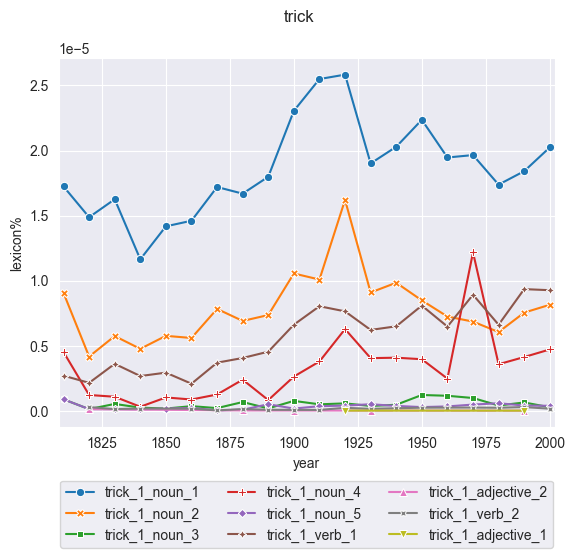 trick
1e−5
2.5
2.0
1.5
1.0
0.5
0.0
lexicon%
1825 1850 1875 1900 1925 1950 1975 2000
year
trick_1_noun_1 trick_1_noun_4 trick_1_adjective_2
trick_1_noun_2 trick_1_noun_5 trick_1_verb_2
trick_1_noun_3 trick_1_verb_1 trick_1_adjective_1